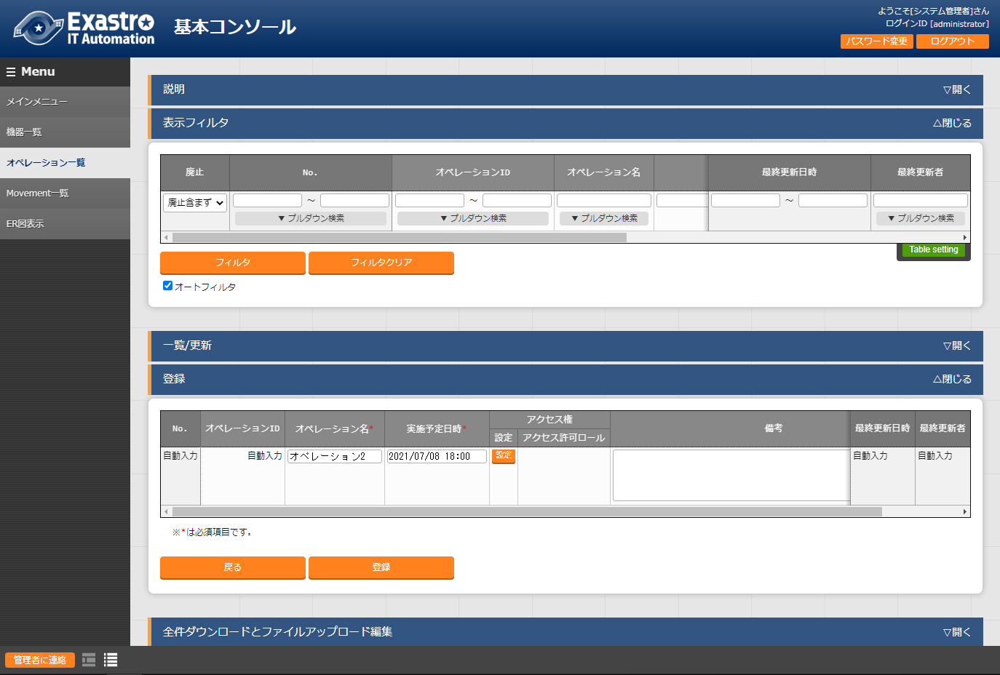 Exastro
IT Automation
基本コンソール
ようこそ[システム管理者]さん
ログインID [administrator]
パスワード変更 ログアウト
Menu
メインメニュー
機器一覧
オペレーション一覧
Movement一覧
ER図表示
説明 ▽開く
表示フィルタ △閉じる
廃止 No. オペレーションID オペレーション名 最終更新日時 最終更新者
廃止含まず ～ ～ ～
▼ プルダウン検索 ▼ プルダウン検索 ▼ プルダウン検索 ▼ プルダウン検索
Table setting
フィルタ フィルタクリア
オートフィルタ
一覧/更新 ▽開く
登録 △閉じる
No. オペレーションID オペレーション名* 実施予定日時* アクセス権 備考 最終更新日時 最終更新者
設定 アクセス許可ロール
自動入力 自動入力 オペレーション2 2021/07/08 18:00 設定 自動入力 自動入力
※*は必須項目です。
戻る 登録
全件ダウンロードとファイルアップロード編集 ▽開く
管理者に連絡